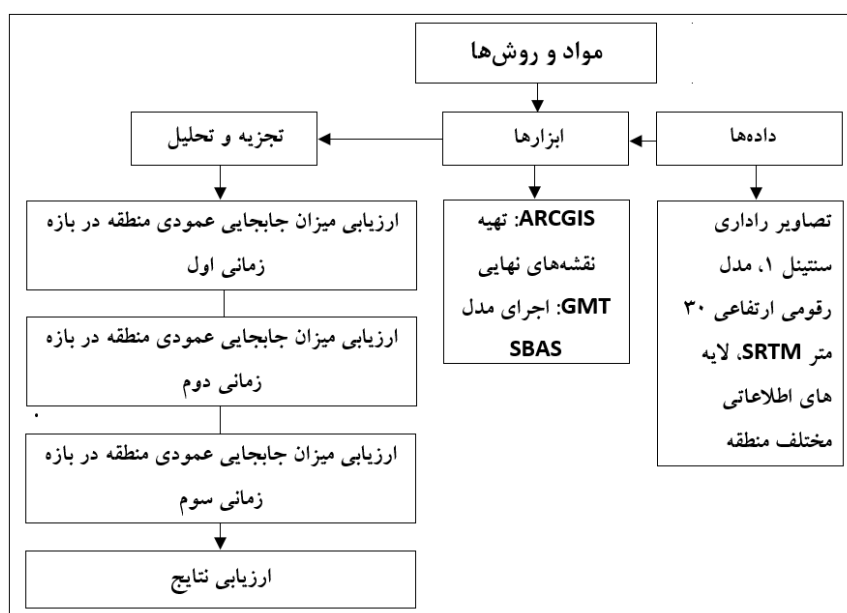 مواد و روش‌ها
داده‌ها
ابزارها
تجزیه و تحلیل
تصاویر راداری
سنتینل ۱، مدل
رقومی ارتفاعی ۳۰
متر SRTM، لایه
های اطلاعاتی
مختلف منطقه
ARCGIS: تهیه
نقشه‌های نهایی
GMT: اجرای مدل
SBAS
ارزیابی میزان جابجایی عمودی منطقه در بازه
زمانی اول
ارزیابی میزان جابجایی عمودی منطقه در بازه
زمانی دوم
ارزیابی میزان جابجایی عمودی منطقه در بازه
زمانی سوم
ارزیابی نتایج